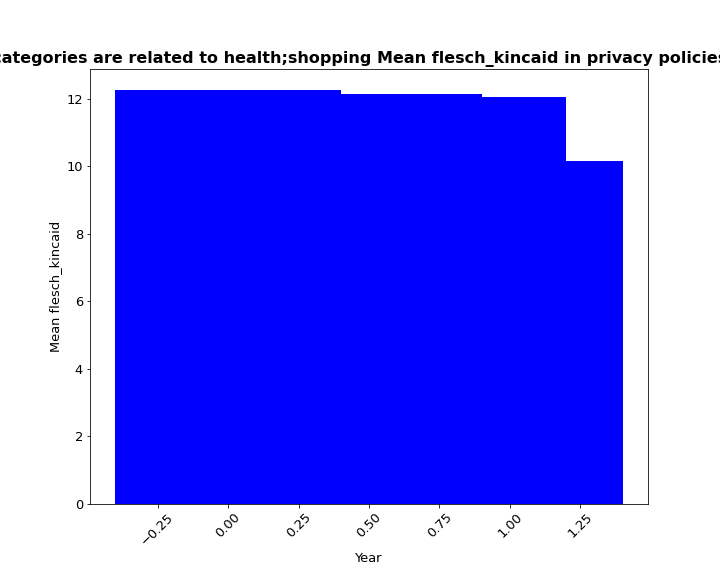 categories are related to health;shopping Mean flesch_kincaid in privacy policies
12
10
8
6
4
2
0
Mean flesch_kincaid
−0.25 0.00 0.25 0.50 0.75 1.00 1.25
Year